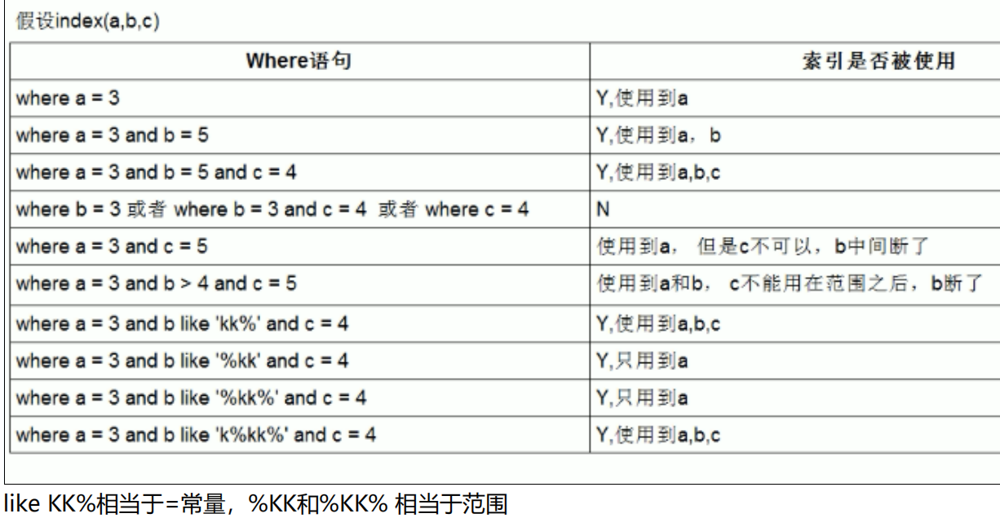 假设index(a,b,c)
Where语句 索引是否被使用
where a = 3 Y,使用到a
where a = 3 and b = 5 Y,使用到a，b
where a = 3 and b = 5 and c = 4 Y,使用到a,b,c
where b = 3 或者 where b = 3 and c = 4 或者 where c = 4 N
where a = 3 and c = 5 使用到a， 但是c不可以，b中间断了
where a = 3 and b > 4 and c = 5 使用到a和b， c不能用在范围之后，b断了
where a = 3 and b like 'kk%' and c = 4 Y,使用到a,b,c
where a = 3 and b like '%kk' and c = 4 Y,只用到a
where a = 3 and b like '%kk%' and c = 4 Y,只用到a
where a = 3 and b like 'k%kk%' and c = 4 Y,使用到a,b,c
like KK%相当于=常量，%KK和%KK% 相当于范围